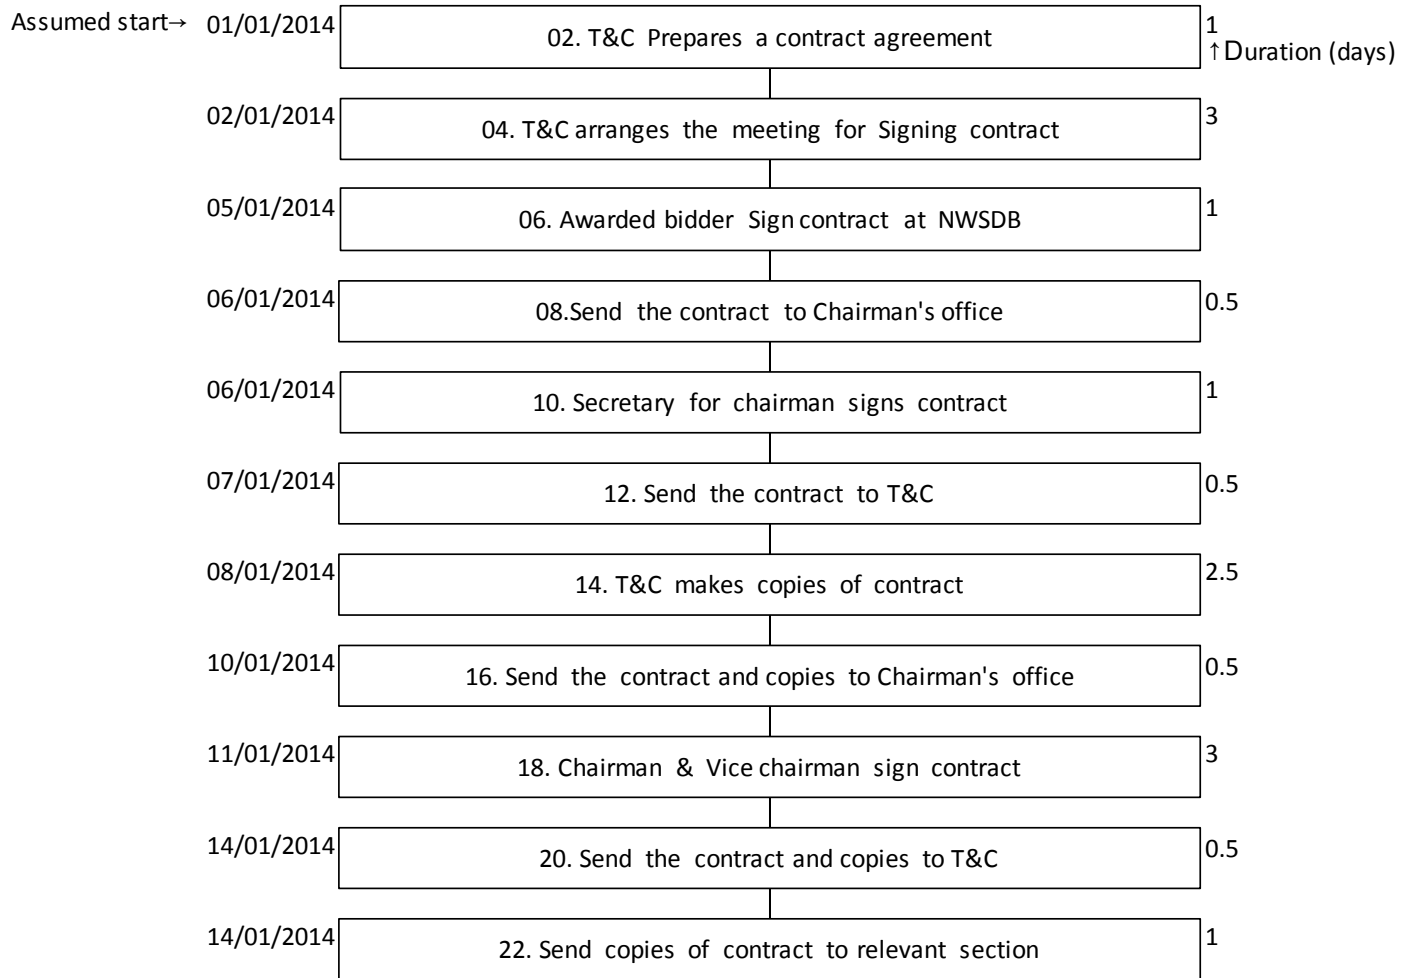 Assumed start→ 01/01/2014 02. T&C Prepares a contract agreement 1
↑Duration (days)
02/01/2014 04. T&C arranges the meeting for Signing contract 3
05/01/2014 06. Awarded bidder Sign contract at NWSDB 1
06/01/2014 08.Send the contract to Chairman's office 0.5
06/01/2014 10. Secretary for chairman signs contract 1
07/01/2014 12. Send the contract to T&C 0.5
08/01/2014 14. T&C makes copies of contract 2.5
10/01/2014 16. Send the contract and copies to Chairman's office 0.5
11/01/2014 18. Chairman & Vice chairman sign contract 3
14/01/2014 20. Send the contract and copies to T&C 0.5
14/01/2014 22. Send copies of contract to relevant section 1